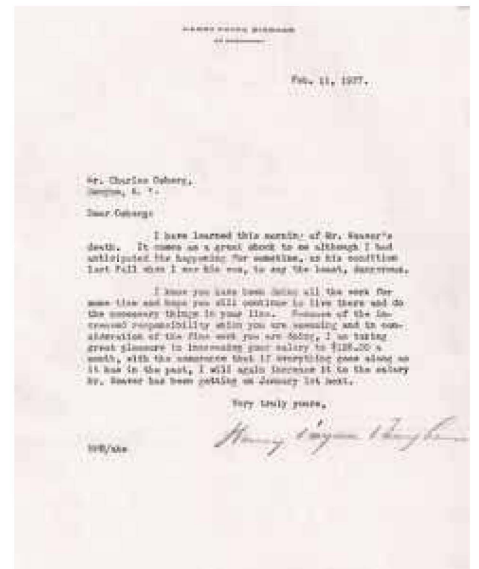 HARRY PAYNE BINGHAM
Feb. 11, 1937.
Mr. Charles
Dear
I have learned this morning of Mr. Weaver's
death. It comes as a great shock to me although I had
anticipated its happening for sometime, as his condition
last Fall when I saw him was, to say the least, dangerous.
I know you have been doing all the work for
some time and hope you will continue to live there and do
the necessary things in your line. Because of the in-
creased responsibility which you are assuming and in con-
sideration of the fine work you are doing, I am taking
great pleasure in increasing your salary to a
month, with the assurance that if everything goes along as
it has in the past, I will again increase it to the salary
Mr. Weaver has been getting on January 1st next.
Very truly yours,
Harry Payne Bingham